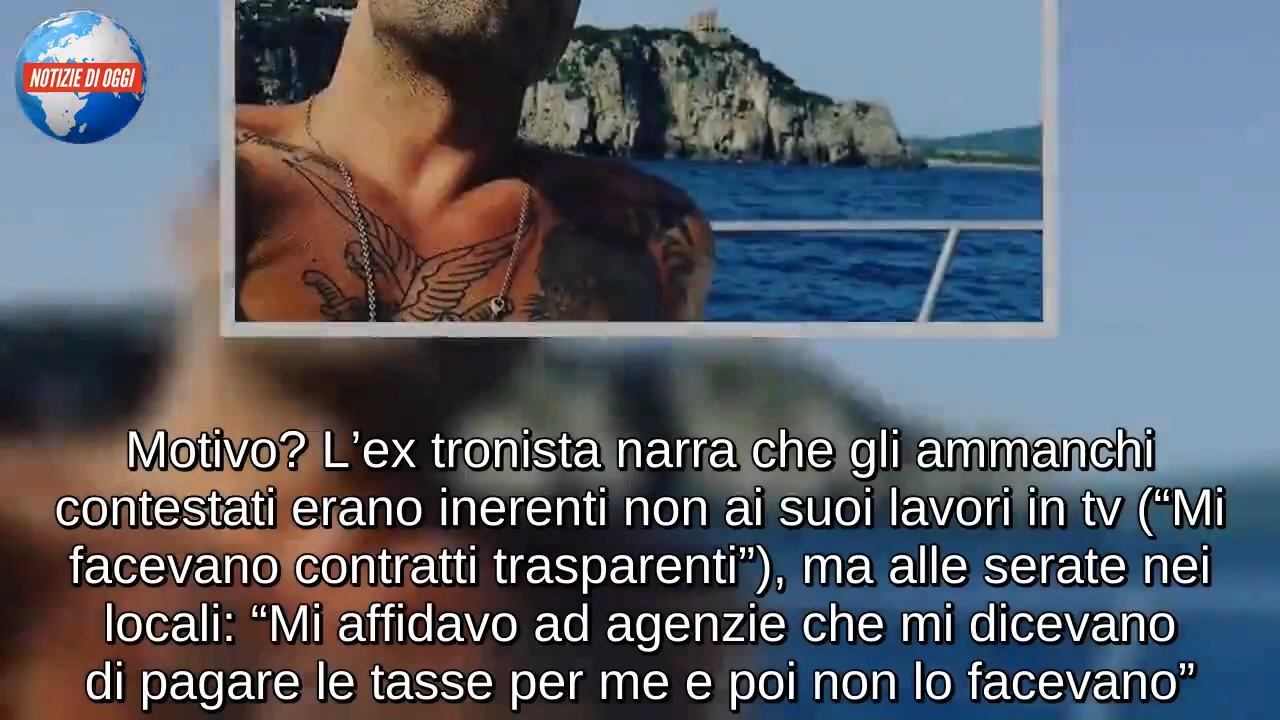 NOTIZIE DI OGGI
Motivo? L’ex tronista narra che gli ammanchi
contestati erano inerenti non ai suoi lavori in tv (“Mi
facevano contratti trasparenti”), ma alle serate nei
locali: “Mi affidavo ad agenzie che mi dicevano
di pagare le tasse per me e poi non lo facevano”